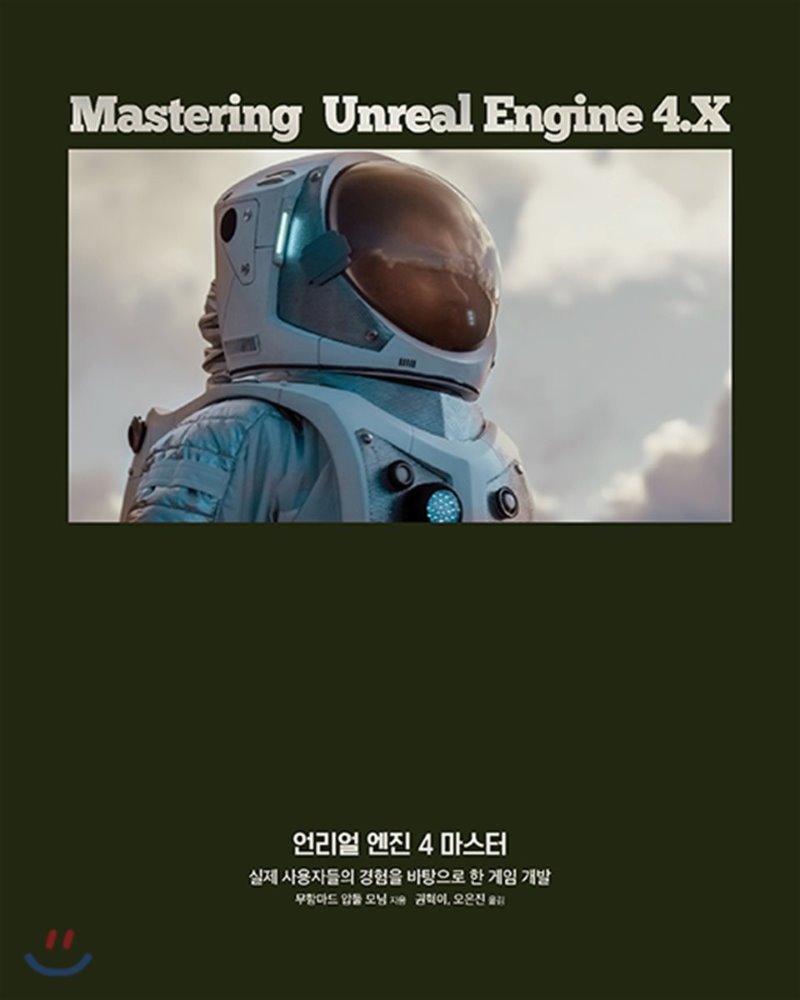 Mastering Unreal Engine 4.X
언리얼 엔진 4 마스터
실제 사용자들의 경험을 바탕으로 한 게임 개발
무함마드 압둘 모닝 지음 권혁이, 오은진 옮김